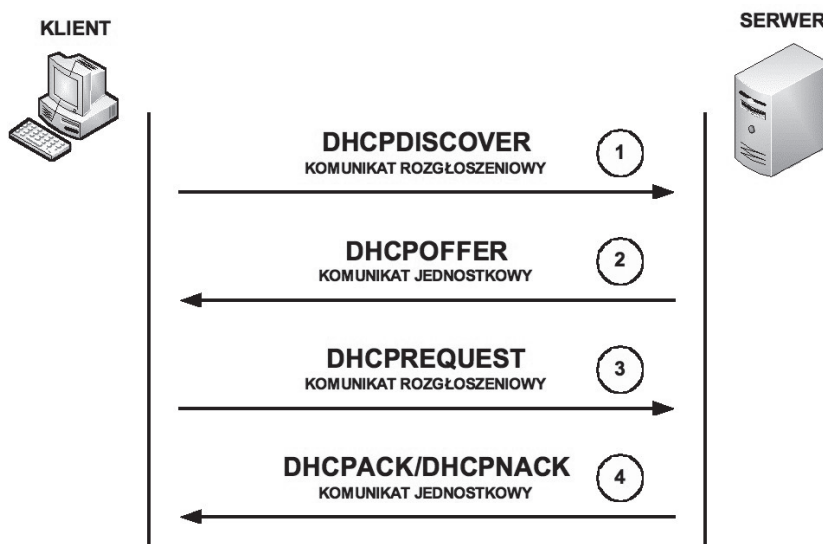 KLIENT
SERWER
DHCPDISCOVER
KOMUNIKAT ROZGŁOSZENIOWY
1
DHCPOFFER
KOMUNIKAT JEDNOSTKOWY
2
DHCPREQUEST
KOMUNIKAT ROZGŁOSZENIOWY
3
DHCPACK/DHCPNACK
KOMUNIKAT JEDNOSTKOWY
4